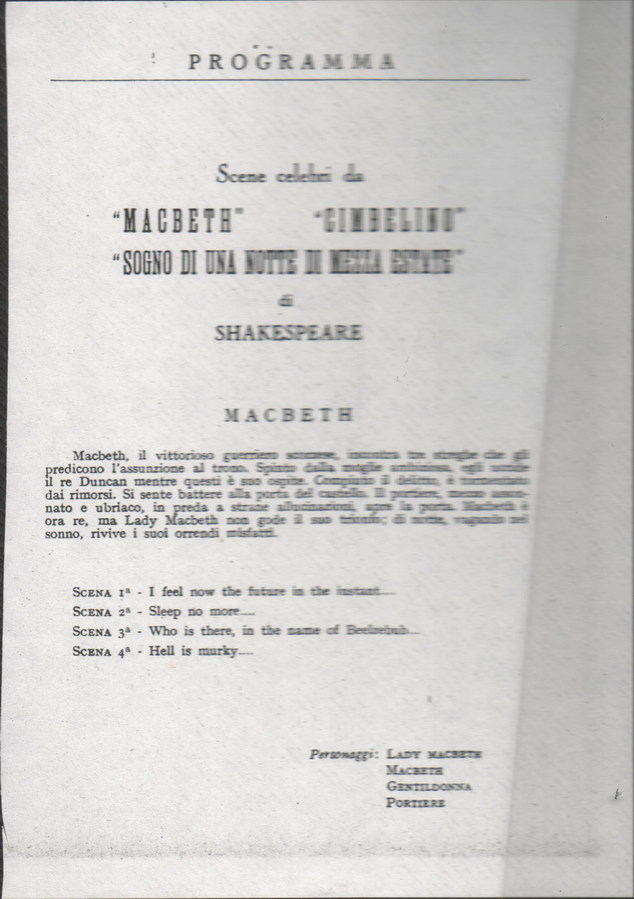 PROGRAMMA
Scene celebri da
“MACBETH” “CIMBELINO”
“SOGNO DI UNA NOTTE DI MEZZA ESTATE”
di
SHAKESPEARE
MACBETH
Macbeth, il vittorioso guerriero scozzese, incontra tre streghe che gli
predicono l'assunzione al trono. Spinto dalla moglie ambiziosa, egli uccide
il re Duncan mentre questi è suo ospite. Compiuto il delitto, è tormentato
dai rimorsi. Si sente battere alla porta del castello. Il portiere, mezzo asson-
nato e ubriaco, in preda a strane allucinazioni, apre la porta. Macbeth è
ora re, ma Lady Macbeth non gode il suo trionfo; di notte, vagando nel
sonno, rivive i suoi orrendi misfatti.
SCENA 1ª - I feel now the future in the instant....
SCENA 2ª - Sleep no more....
SCENA 3ª - Who is there, in the name of Beelzebub...
SCENA 4ª - Hell is murky....
Personaggi: LADY MACBETH
MACBETH
GENTILDONNA
PORTIERE